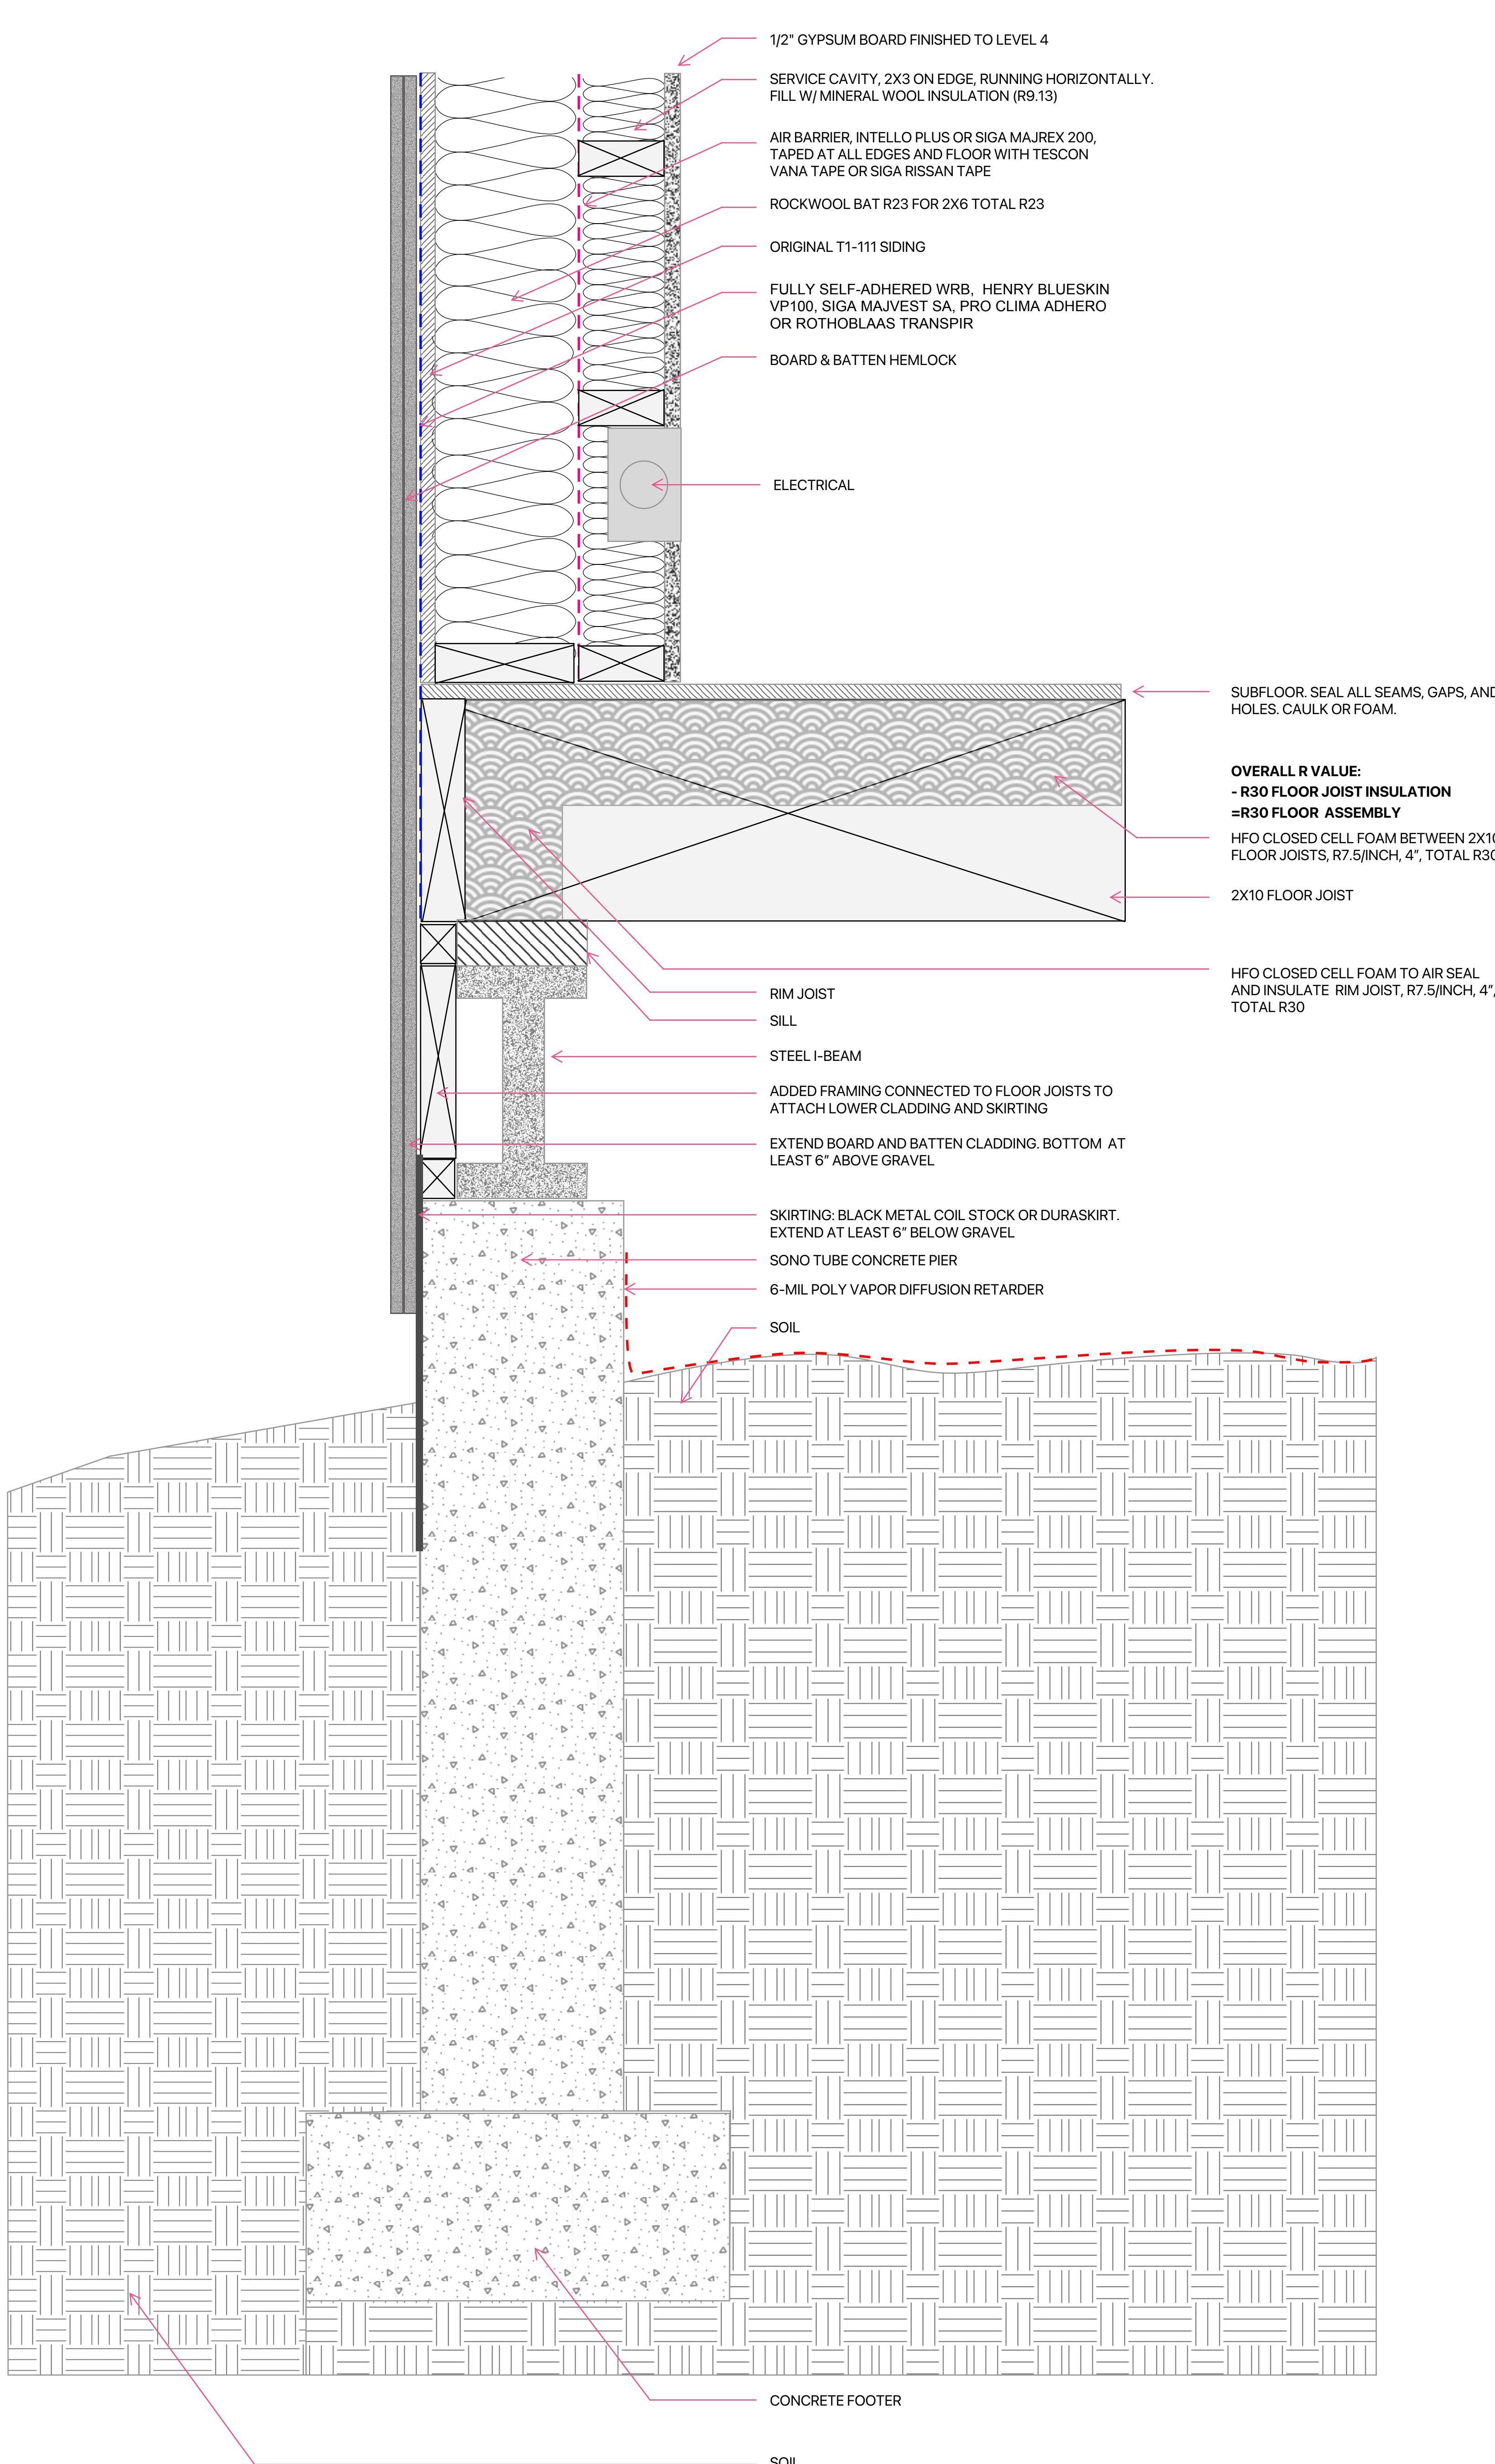 1/2" GYPSUM BOARD FINISHED TO LEVEL 4
SERVICE CAVITY, 2X3 ON EDGE, RUNNING HORIZONTALLY.
FILL W/ MINERAL WOOL INSULATION (R9.13)
AIR BARRIER, INTELLO PLUS OR SIGA MAJREX 200,
TAPED AT ALL EDGES AND FLOOR WITH TESCON
VANA TAPE OR SIGA RISSAN TAPE
ROCKWOOL BAT R23 FOR 2X6 TOTAL R23
ORIGINAL T1-111 SIDING
FULLY SELF-ADHERED WRB, HENRY BLUESKIN
VP100, SIGA MAJVEST SA, PRO CLIMA ADHERO
OR ROTHOBLAAS TRANSPIR
BOARD & BATTEN HEMLOCK
ELECTRICAL
SUBFLOOR. SEAL ALL SEAMS, GAPS, AND
HOLES. CAULK OR FOAM.
OVERALL R VALUE:
- R30 FLOOR JOIST INSULATION
=R30 FLOOR ASSEMBLY
HFO CLOSED CELL FOAM BETWEEN 2X10
FLOOR JOISTS, R7.5/INCH, 4”, TOTAL R30
2X10 FLOOR JOIST
HFO CLOSED CELL FOAM TO AIR SEAL
AND INSULATE RIM JOIST, R7.5/INCH, 4”,
TOTAL R30
RIM JOIST
SILL
STEEL I-BEAM
ADDED FRAMING CONNECTED TO FLOOR JOISTS TO
ATTACH LOWER CLADDING AND SKIRTING
EXTEND BOARD AND BATTEN CLADDING. BOTTOM AT
LEAST 6” ABOVE GRAVEL
SKIRTING: BLACK METAL COIL STOCK OR DURASKIRT.
EXTEND AT LEAST 6” BELOW GRAVEL
SONO TUBE CONCRETE PIER
6-MIL POLY VAPOR DIFFUSION RETARDER
SOIL
CONCRETE FOOTER
SOIL